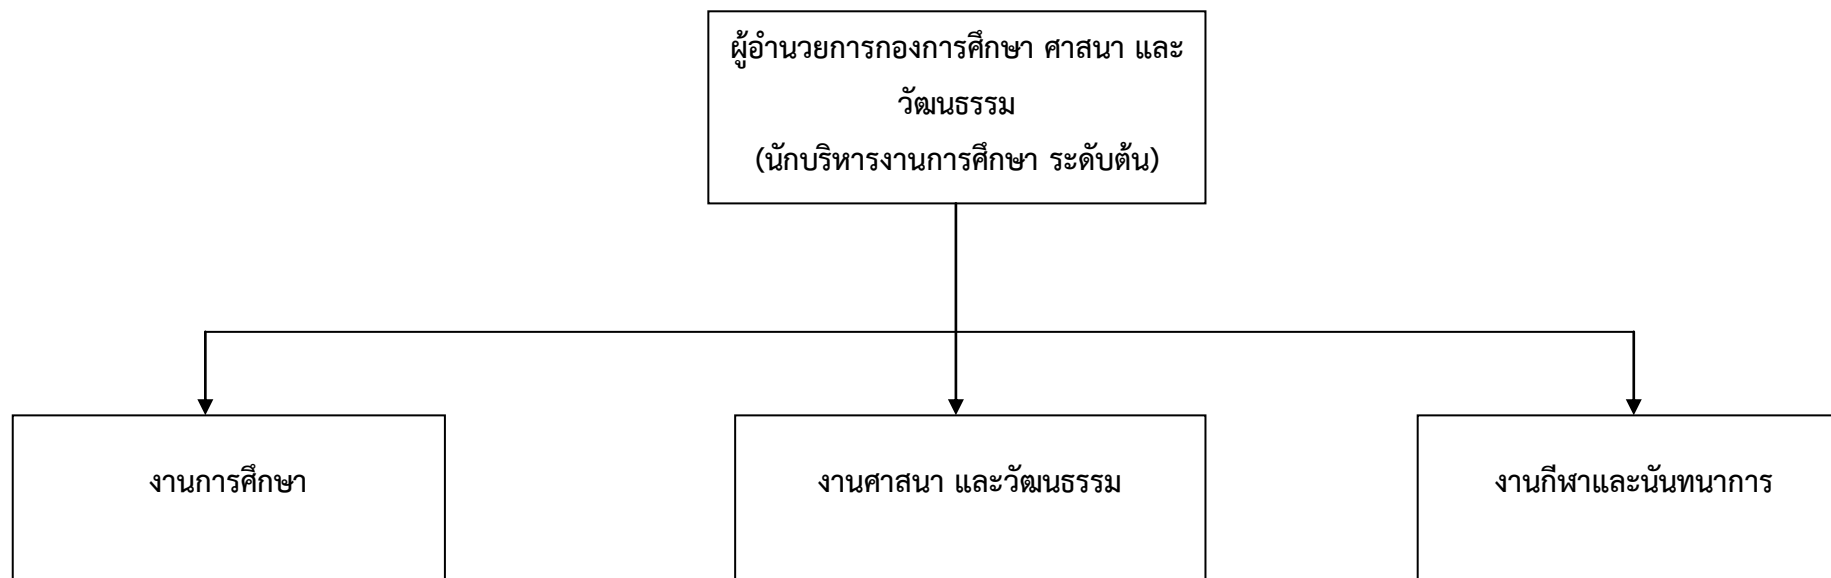 ผู้อำนวยการกองการศึกษา ศาสนา และ
วัฒนธรรม
(นักบริหารงานการศึกษา ระดับต้น)
งานการศึกษา
งานศาสนา และวัฒนธรรม
งานกีฬาและนันทนาการ